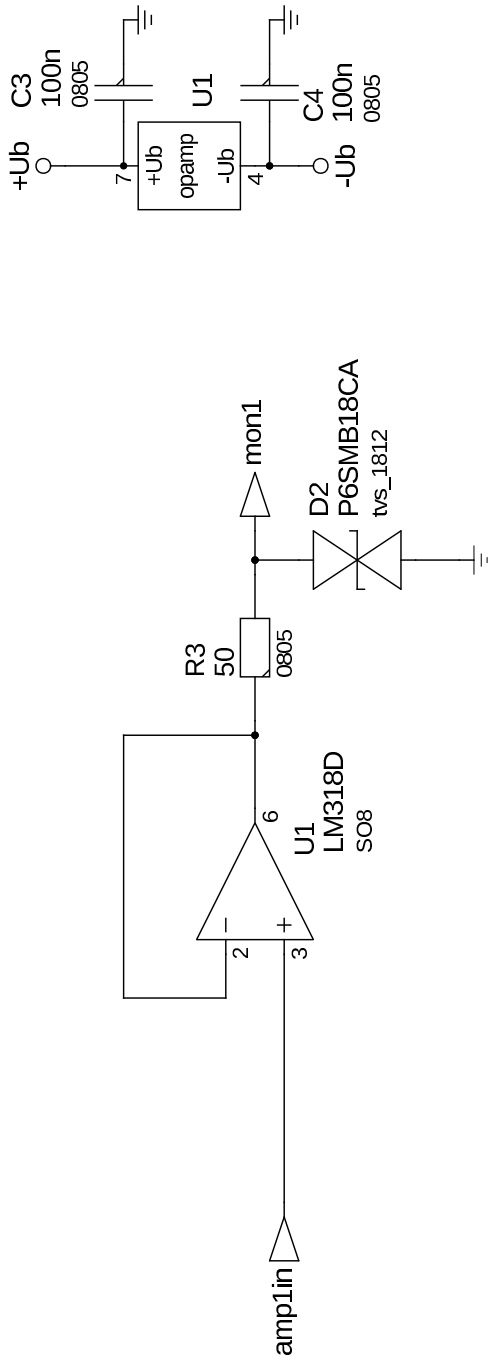 amp1in
2
3
6
U1
LM318D
SO8
R3
50
0805
mon1
D2
P6SMB18CA
tvs_1812
+Ub
C3
100n
0805
7
+Ub
opamp
-Ub
4
U1
C4
100n
0805
-Ub